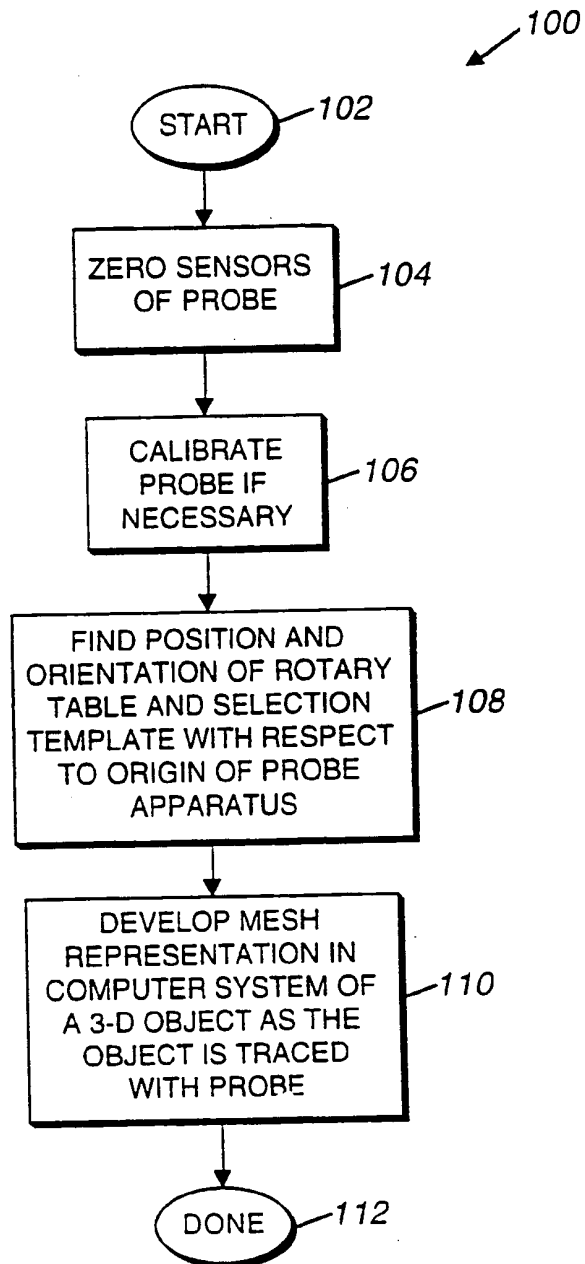 100
START
102
ZERO SENSORS
OF PROBE
104
CALIBRATE
PROBE IF
NECESSARY
106
FIND POSITION AND
ORIENTATION OF ROTARY
TABLE AND SELECTION
TEMPLATE WITH RESPECT
TO ORIGIN OF PROBE
APPARATUS
108
DEVELOP MESH
REPRESENTATION IN
COMPUTER SYSTEM OF
A 3-D OBJECT AS THE
OBJECT IS TRACED
WITH PROBE
110
DONE
112